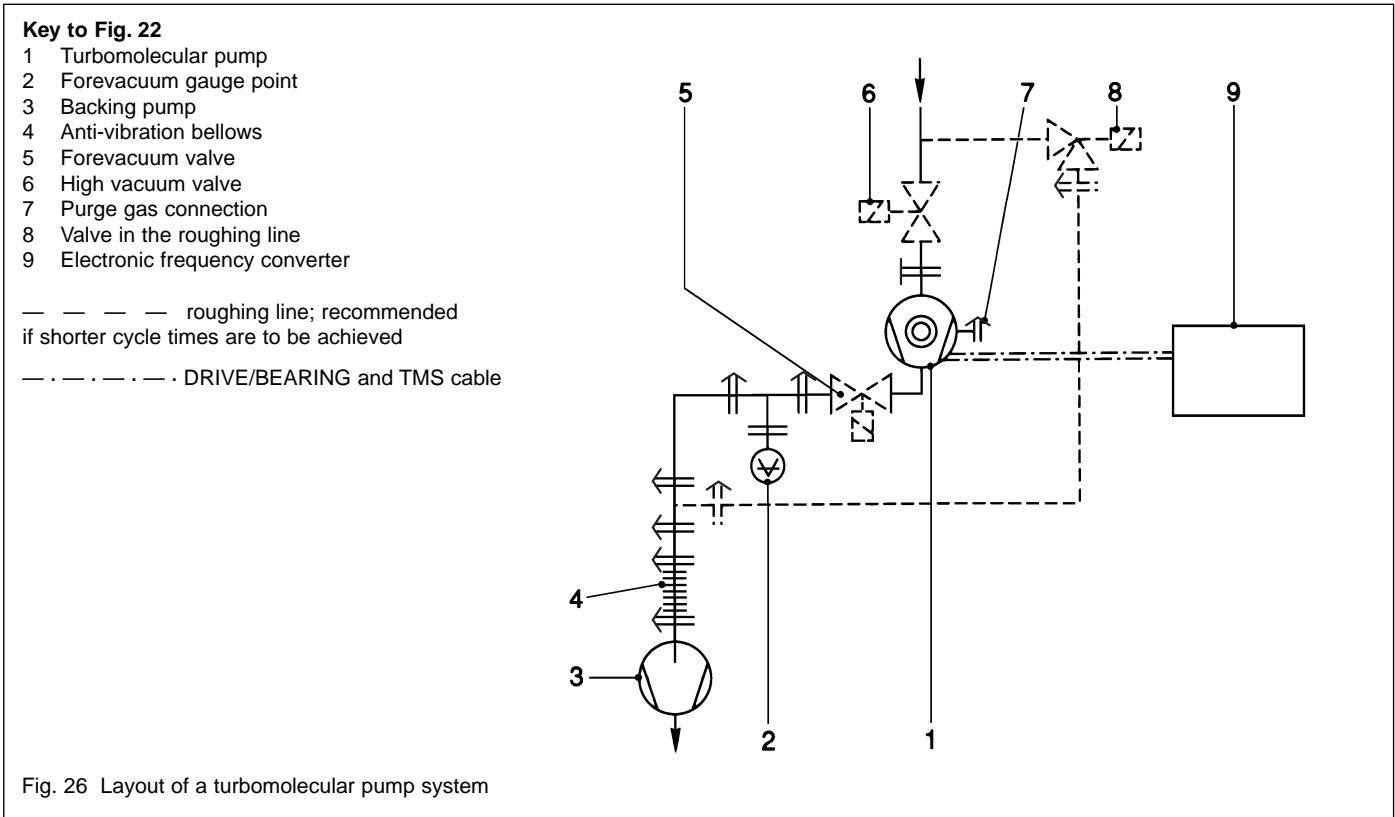 Key to Fig. 22
1 Turbomolecular pump
2 Forevacuum gauge point
3 Backing pump
4 Anti-vibration bellows
5 Forevacuum valve
6 High vacuum valve
7 Purge gas connection
8 Valve in the roughing line
9 Electronic frequency converter
— — — — roughing line; recommended
if shorter cycle times are to be achieved
— · — · — · — · DRIVE/BEARING and TMS cable
5 6 7 8 9
4
3
2 1
Fig. 26 Layout of a turbomolecular pump system